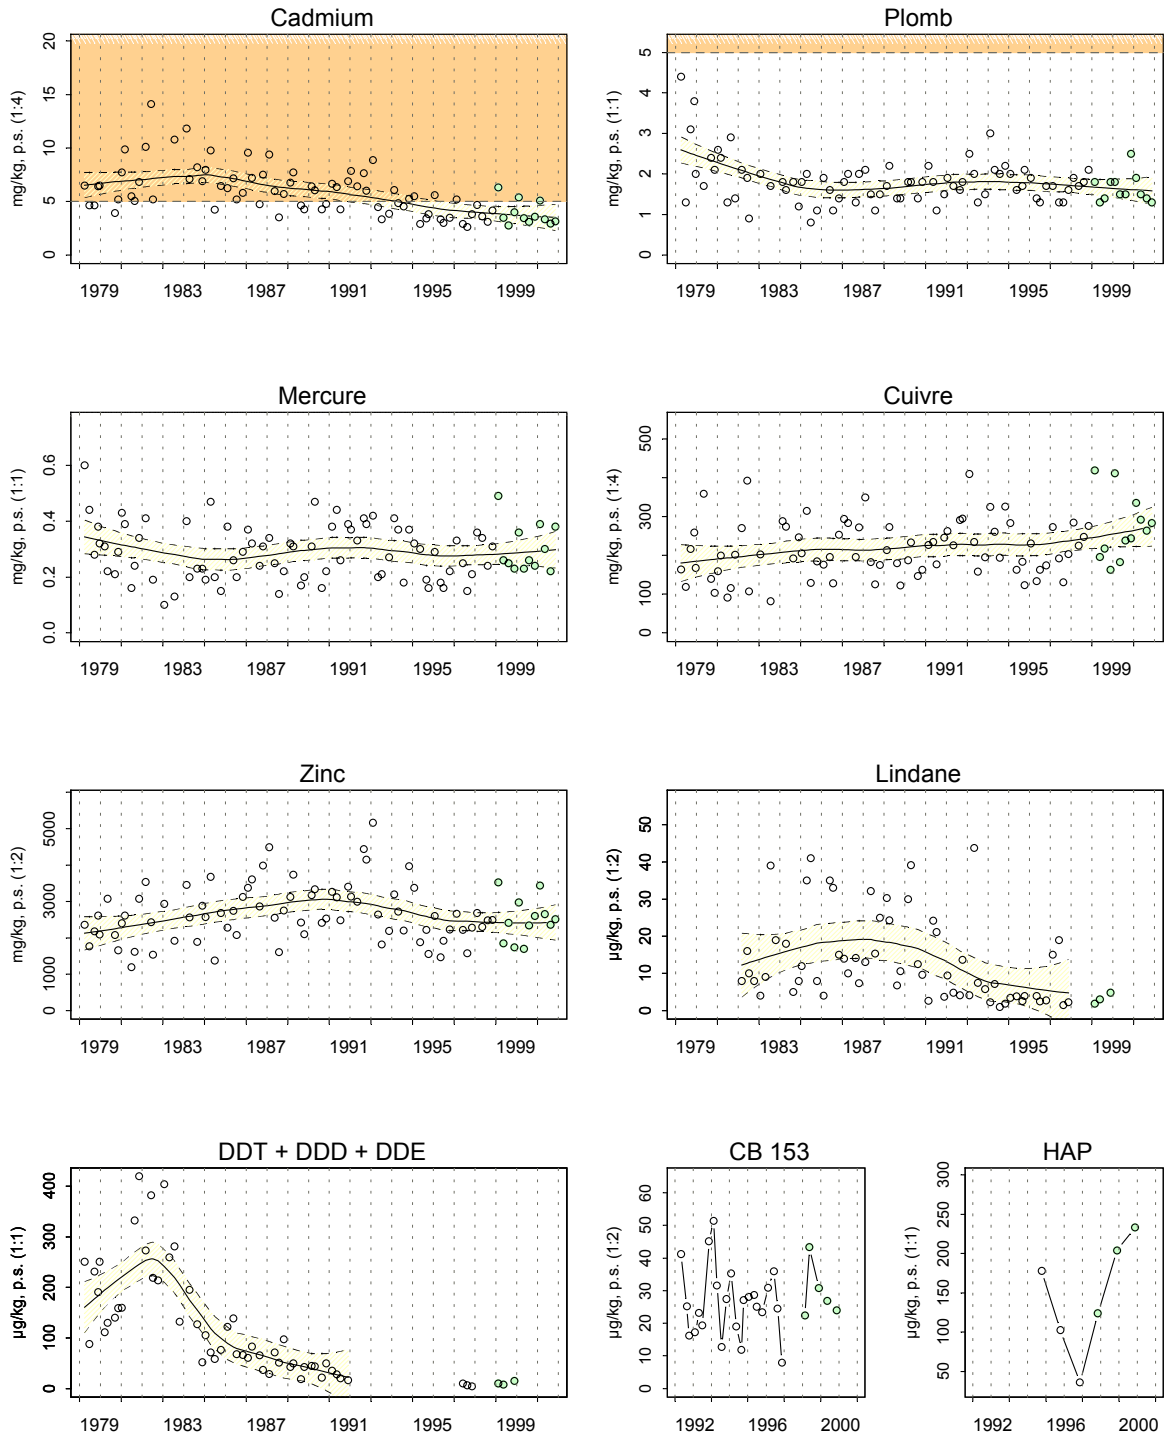 Cadmium
mg/kg, p.s. (1:4)
20
15
10
5
0
1979 1983 1987 1991 1995 1999
Plomb
mg/kg, p.s. (1:1)
5
4
3
2
1
0
1979 1983 1987 1991 1995 1999
Mercure
mg/kg, p.s. (1:1)
0.6
0.4
0.2
0.0
1979 1983 1987 1991 1995 1999
Cuivre
mg/kg, p.s. (1:4)
500
300
100
0
1979 1983 1987 1991 1995 1999
Zinc
mg/kg, p.s. (1:2)
5000
3000
1000
0
1979 1983 1987 1991 1995 1999
Lindane
µg/kg, p.s. (1:2)
50
40
30
20
10
0
1979 1983 1987 1991 1995 1999
DDT + DDD + DDE
µg/kg, p.s. (1:1)
400
300
200
100
0
1979 1983 1987 1991 1995 1999
CB 153
µg/kg, p.s. (1:2)
60
50
40
30
20
10
0
1992 1996 2000
HAP
µg/kg, p.s. (1:1)
300
250
200
150
100
50
1992 1996 2000